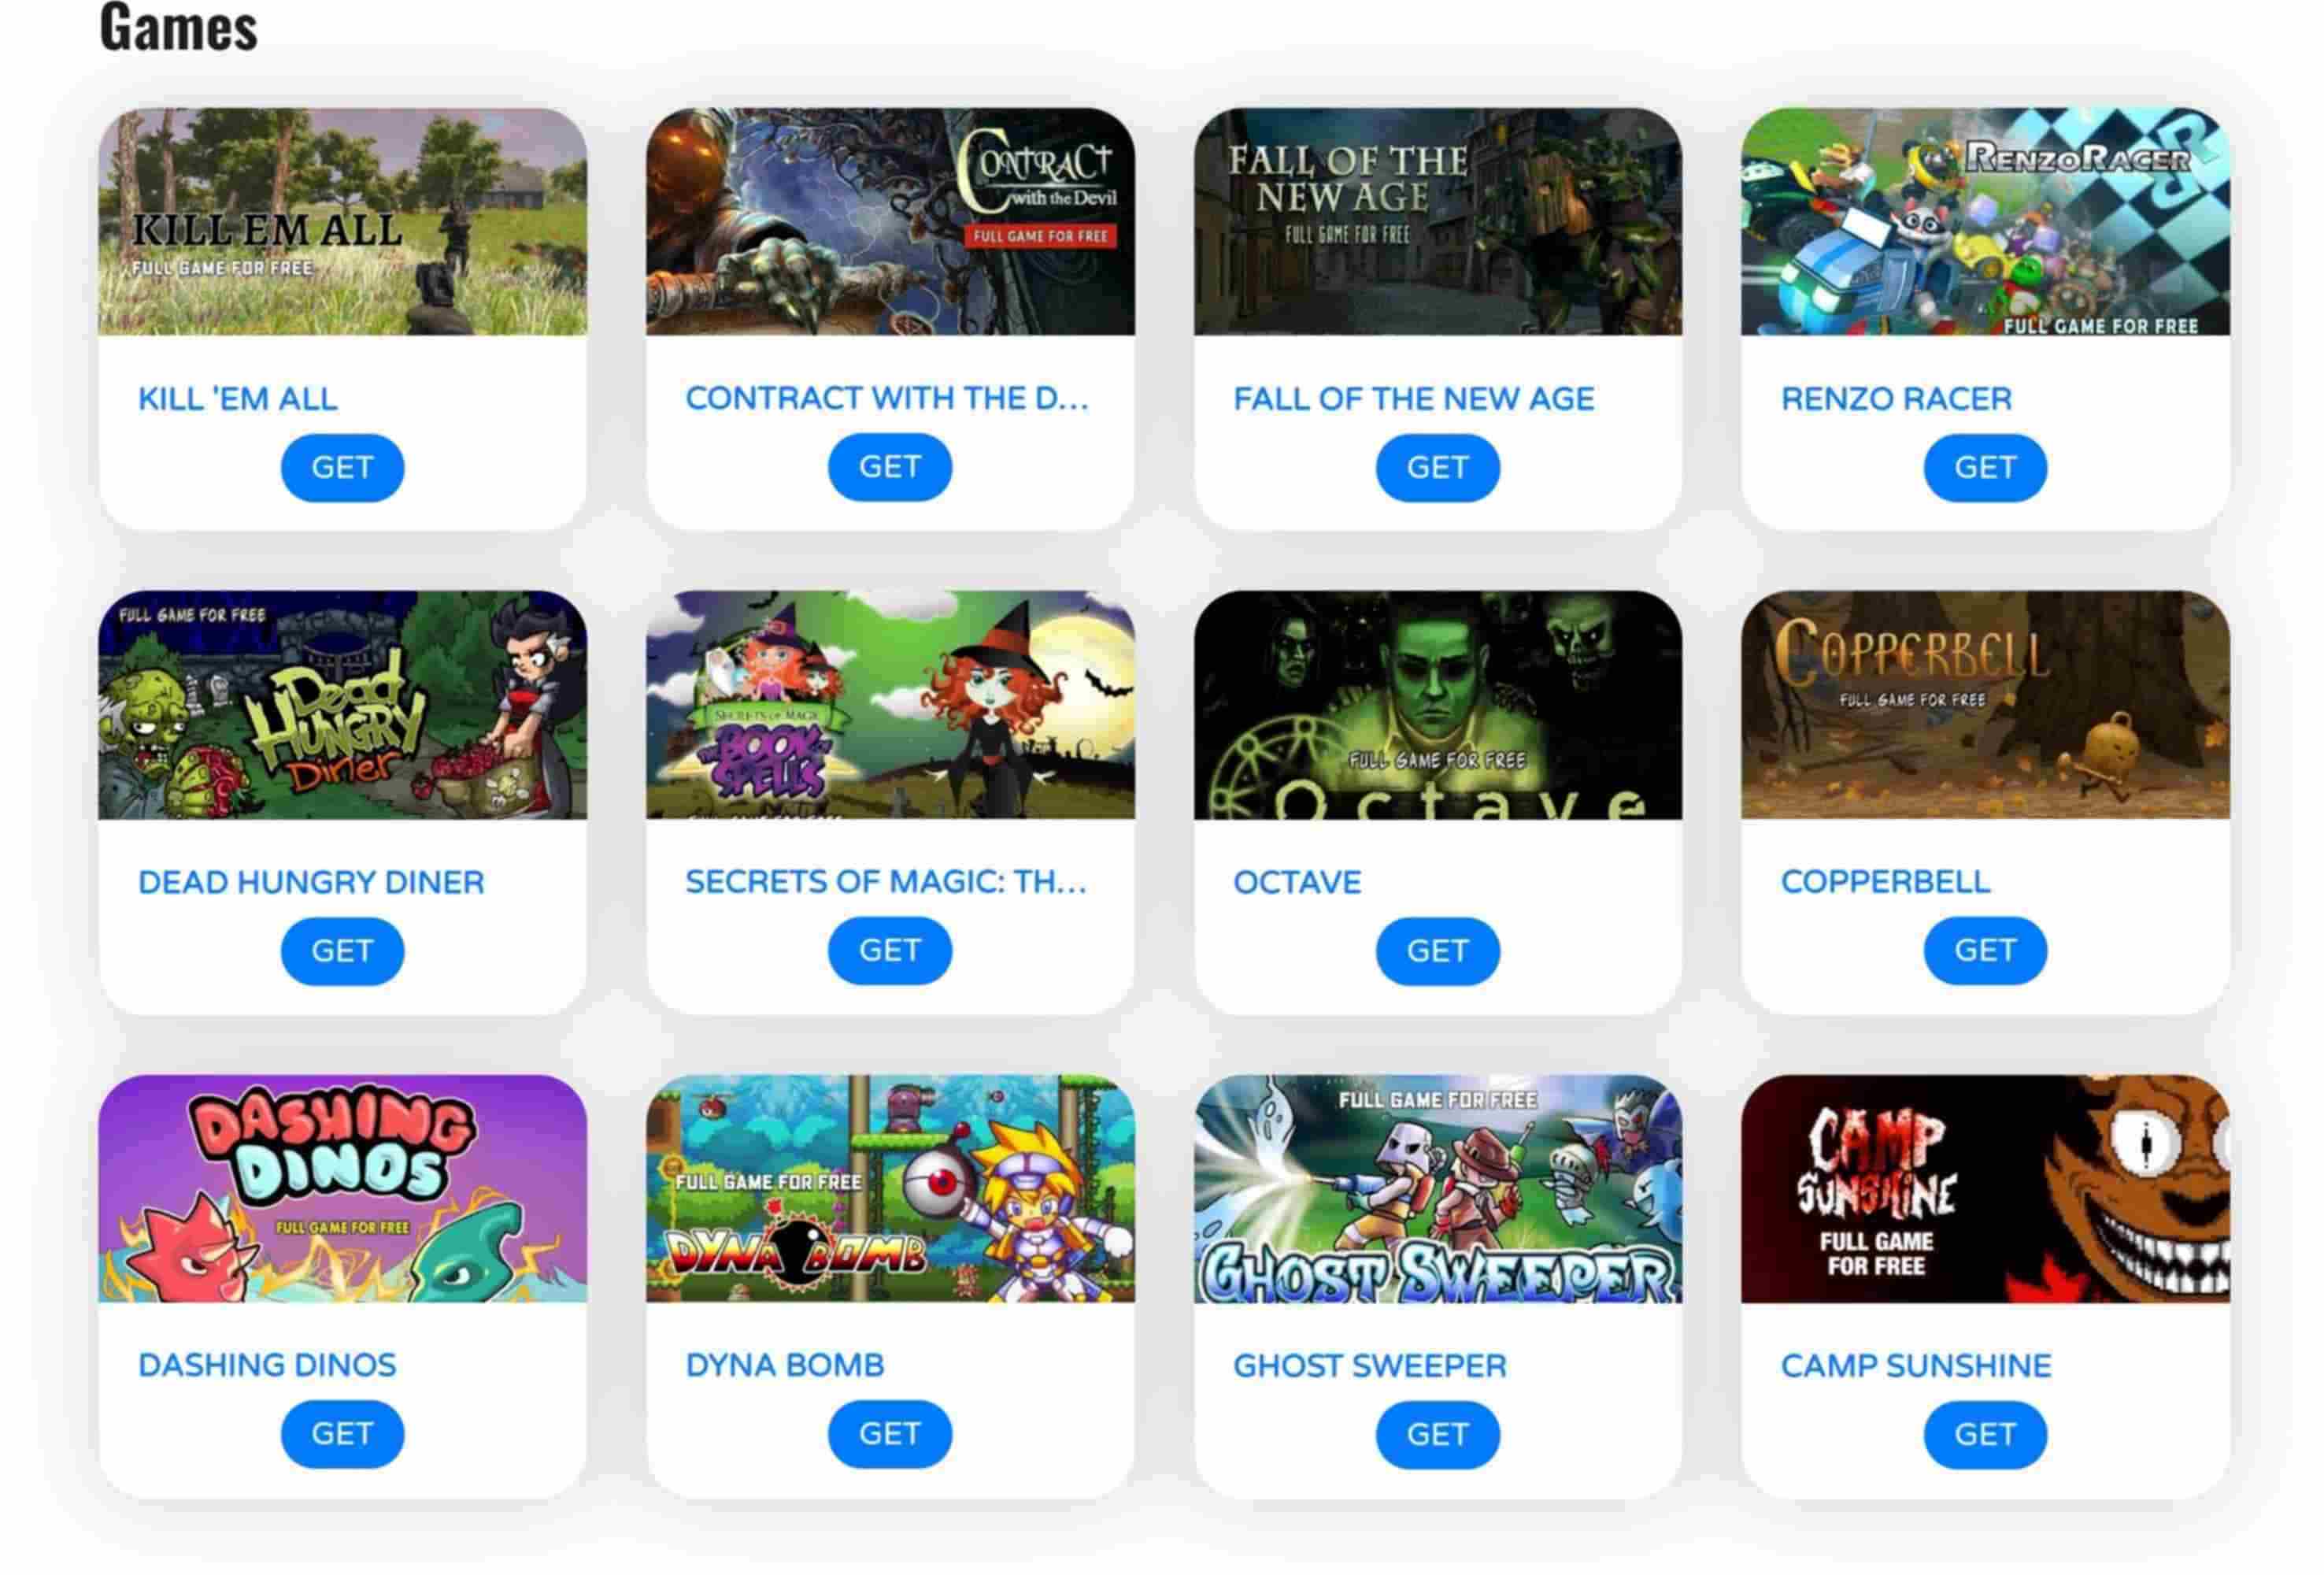 Games
KILL EM ALL
FULL GAME FOR FREE
CONTRACT
with the Devil
FULL GAME FOR FREE
FALL OF THE
NEW AGE
FULL GAME FOR FREE
RENZO RACER
FULL GAME FOR FREE
KILL 'EM ALL
CONTRACT WITH THE D...
FALL OF THE NEW AGE
RENZO RACER
GET
GET
GET
GET
FULL GAME FOR FREE
Dead
HUNGRY
Diner
SECRETS OF MAGIC
THE BOOK OF
SPELLS
FULL GAME FOR FREE
FULL GAME FOR FREE
Octave
COPPERBELL
FULL GAME FOR FREE
DEAD HUNGRY DINER
SECRETS OF MAGIC: TH...
OCTAVE
COPPERBELL
GET
GET
GET
GET
DASHING
DINOS
FULL GAME FOR FREE
FULL GAME FOR FREE
DYNA BOMB
FULL GAME FOR FREE
GHOST SWEEPER
CAMP
SUNSHINE
FULL GAME
FOR FREE
DASHING DINOS
DYNA BOMB
GHOST SWEEPER
CAMP SUNSHINE
GET
GET
GET
GET